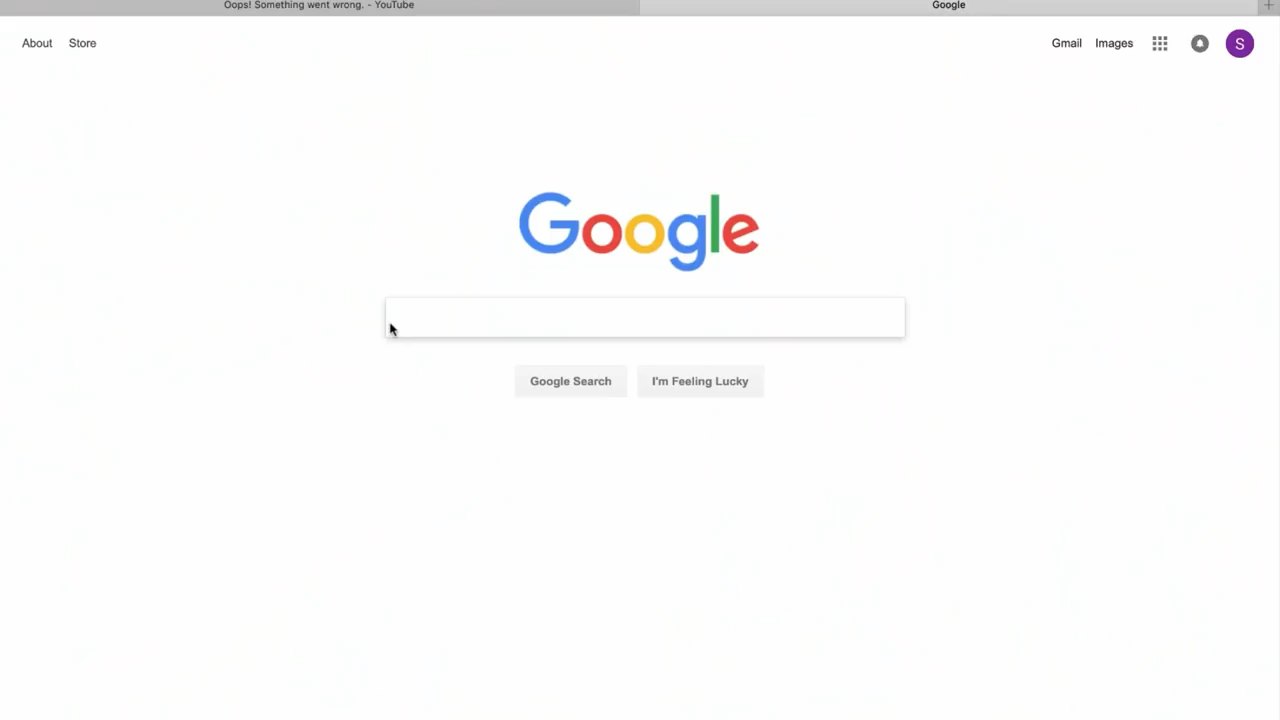 Oops! Something went wrong. - YouTube
Google
About
Store
Gmail
Images
S
Google
Google Search
I'm Feeling Lucky